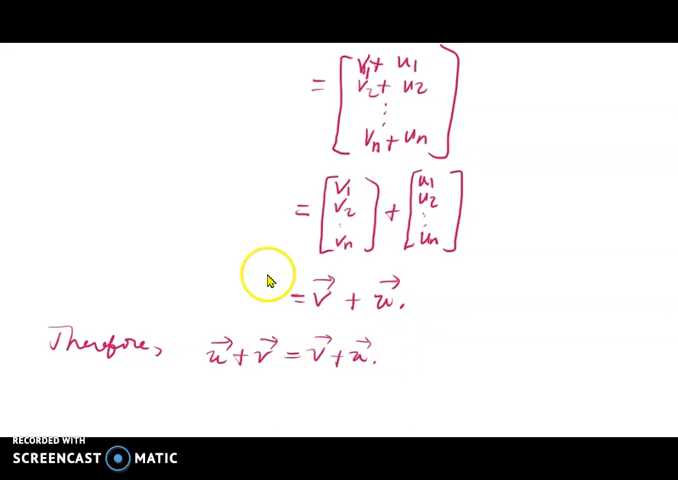 = [v₁ + u₁
v₂ + u₂
⋮
vₙ + uₙ]
= [v₁ v₂ ⋮ vₙ] + [u₁ u₂ ⋮ uₙ]
= v⃗ + u⃗.
Therefore, u⃗ + v⃗ = v⃗ + u⃗.
RECORDED WITH
SCREENCAST MATIC